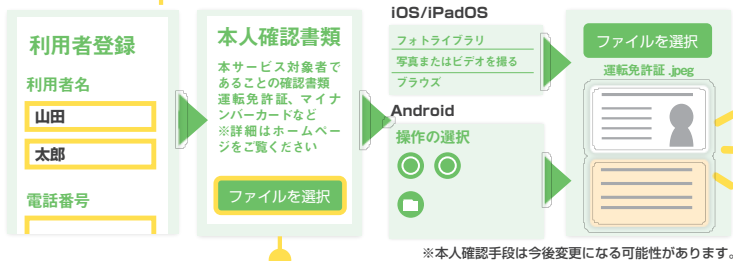 利用者登録
利用者名
山田
太郎
電話番号
本人確認書類
本サービス対象者で
あることの確認書類
運転免許証、マイナ
ンバーカードなど
※詳細はホームペー
ジをご覧ください
ファイルを選択
iOS/iPadOS
フォトライブラリ
写真またはビデオを撮る
ブラウズ
Android
操作の選択
ファイルを選択
運転免許証.jpeg
※本人確認手段は今後変更になる可能性があります。